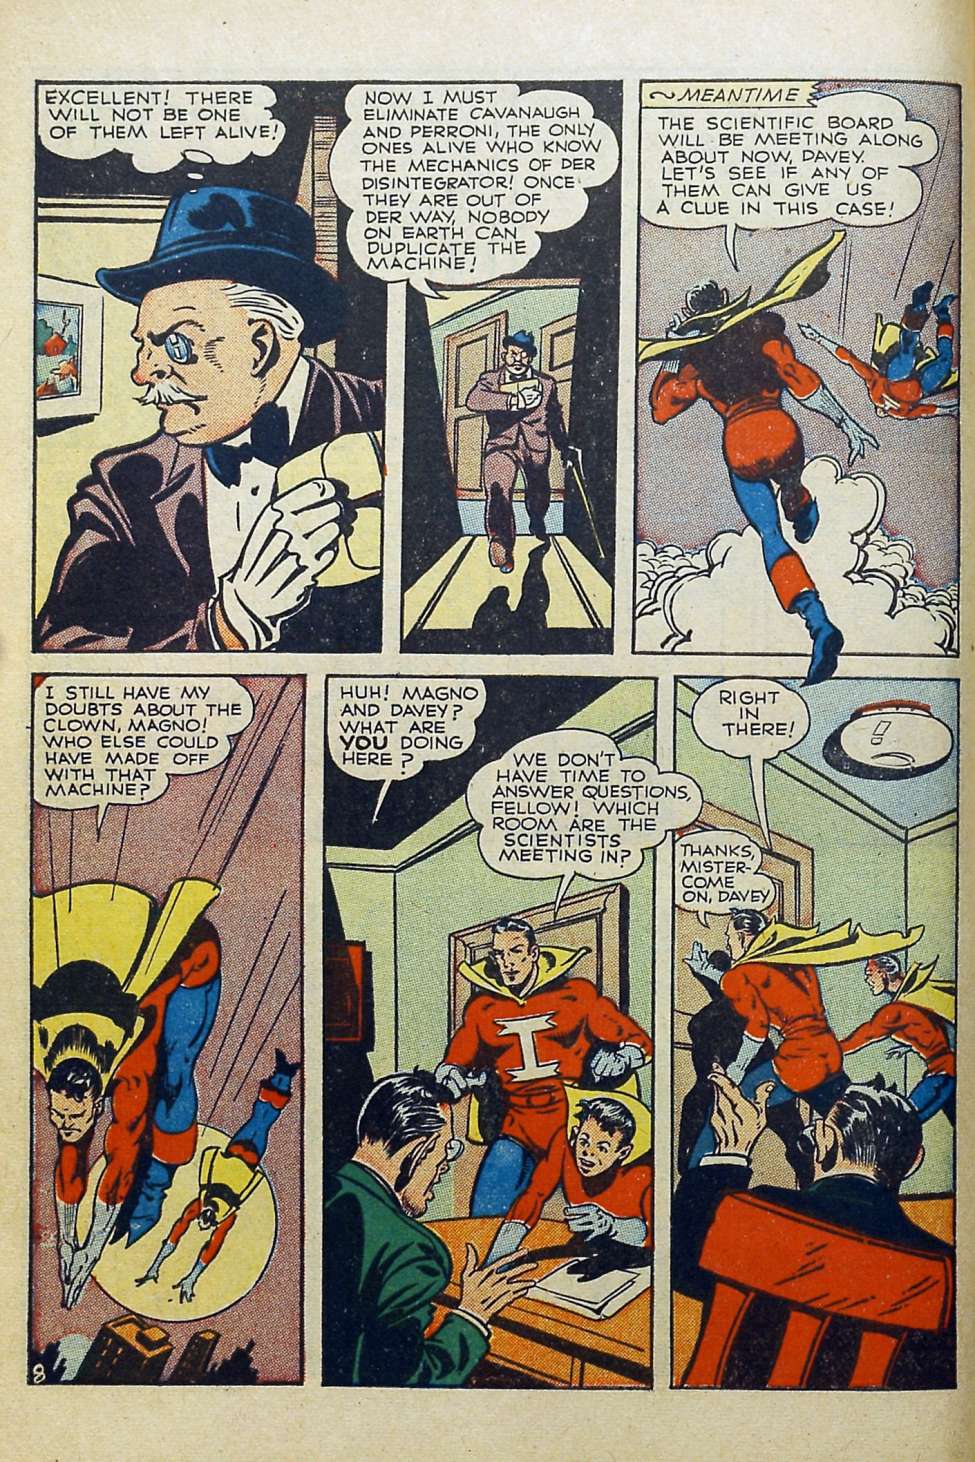 EXCELLENT! THERE
WILL NOT BE ONE
OF THEM LEFT ALIVE!
NOW I MUST
ELIMINATE CAVANAUGH
AND PERRONI, THE ONLY
ONES ALIVE WHO KNOW
THE MECHANICS OF DER
DISINTEGRATOR! ONCE
THEY ARE OUT OF
DER WAY, NOBODY
ON EARTH CAN
DUPLICATE THE
MACHINE!
~MEANTIME
THE SCIENTIFIC BOARD
WILL BE MEETING ALONG
ABOUT NOW, DAVEY.
LET'S SEE IF ANY OF
THEM CAN GIVE US
A CLUE IN THIS CASE!
I STILL HAVE MY
DOUBTS ABOUT THE
CLOWN, MAGNO!
WHO ELSE COULD
HAVE MADE OFF
WITH THAT
MACHINE?
8
HUH! MAGNO
AND DAVEY?
WHAT ARE
YOU DOING
HERE?
WE DON'T
HAVE TIME TO
ANSWER QUESTIONS,
FELLOW! WHICH
ROOM ARE THE
SCIENTISTS
MEETING IN?
I
RIGHT
IN
THERE!
THANKS,
MISTER-
COME
ON, DAVEY